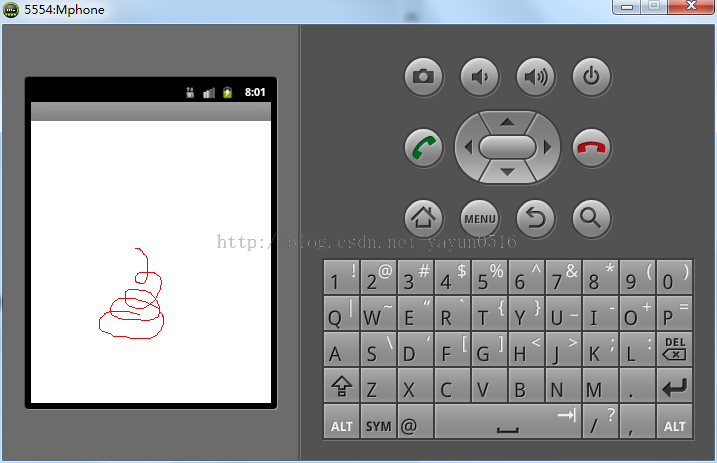 5554:Mphone
8:01
MENU
http://blog.csdn.net/yayun0516
1 ! 2 @ 3 # 4 $ 5 % 6 ^ 7 & 8 * 9 ( 0 )
Q | W ~ E “ R ` T { Y } U _ I - O + P =
A S \ D ‘ F [ G ] H < J > K ; L : DEL
Z X C V B N M .
ALT SYM @ / ? , ALT